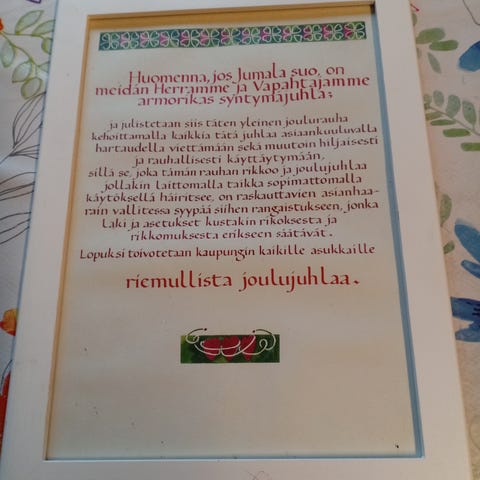 Huomenna, jos Jumala suo, on
meidän Herramme ja Vapahtajamme
armorikas syntymäjuhla;
ja julistetaan siis täten yleinen joulurauha
kehoittamalla kaikkia tätä juhlaa asiaankuuluvalla
hartaudella viettämään sekä muutoin hiljaisesti
ja rauhallisesti käyttäytymään,
sillä se, joka tämän rauhan rikkoo ja joulujuhlaa
jollakin laittomalla taikka sopimattomalla
käytöksellä häiritsee, on raskauttavien asianhaa-
rain vallitessa syypää siihen rangaistukseen, jonka
laki ja asetukset kustakin rikoksesta ja
rikkomuksesta erikseen säätävät.
Lopuksi toivotetaan kaupungin kaikille asukkaille
riemullista joulujuhlaa.